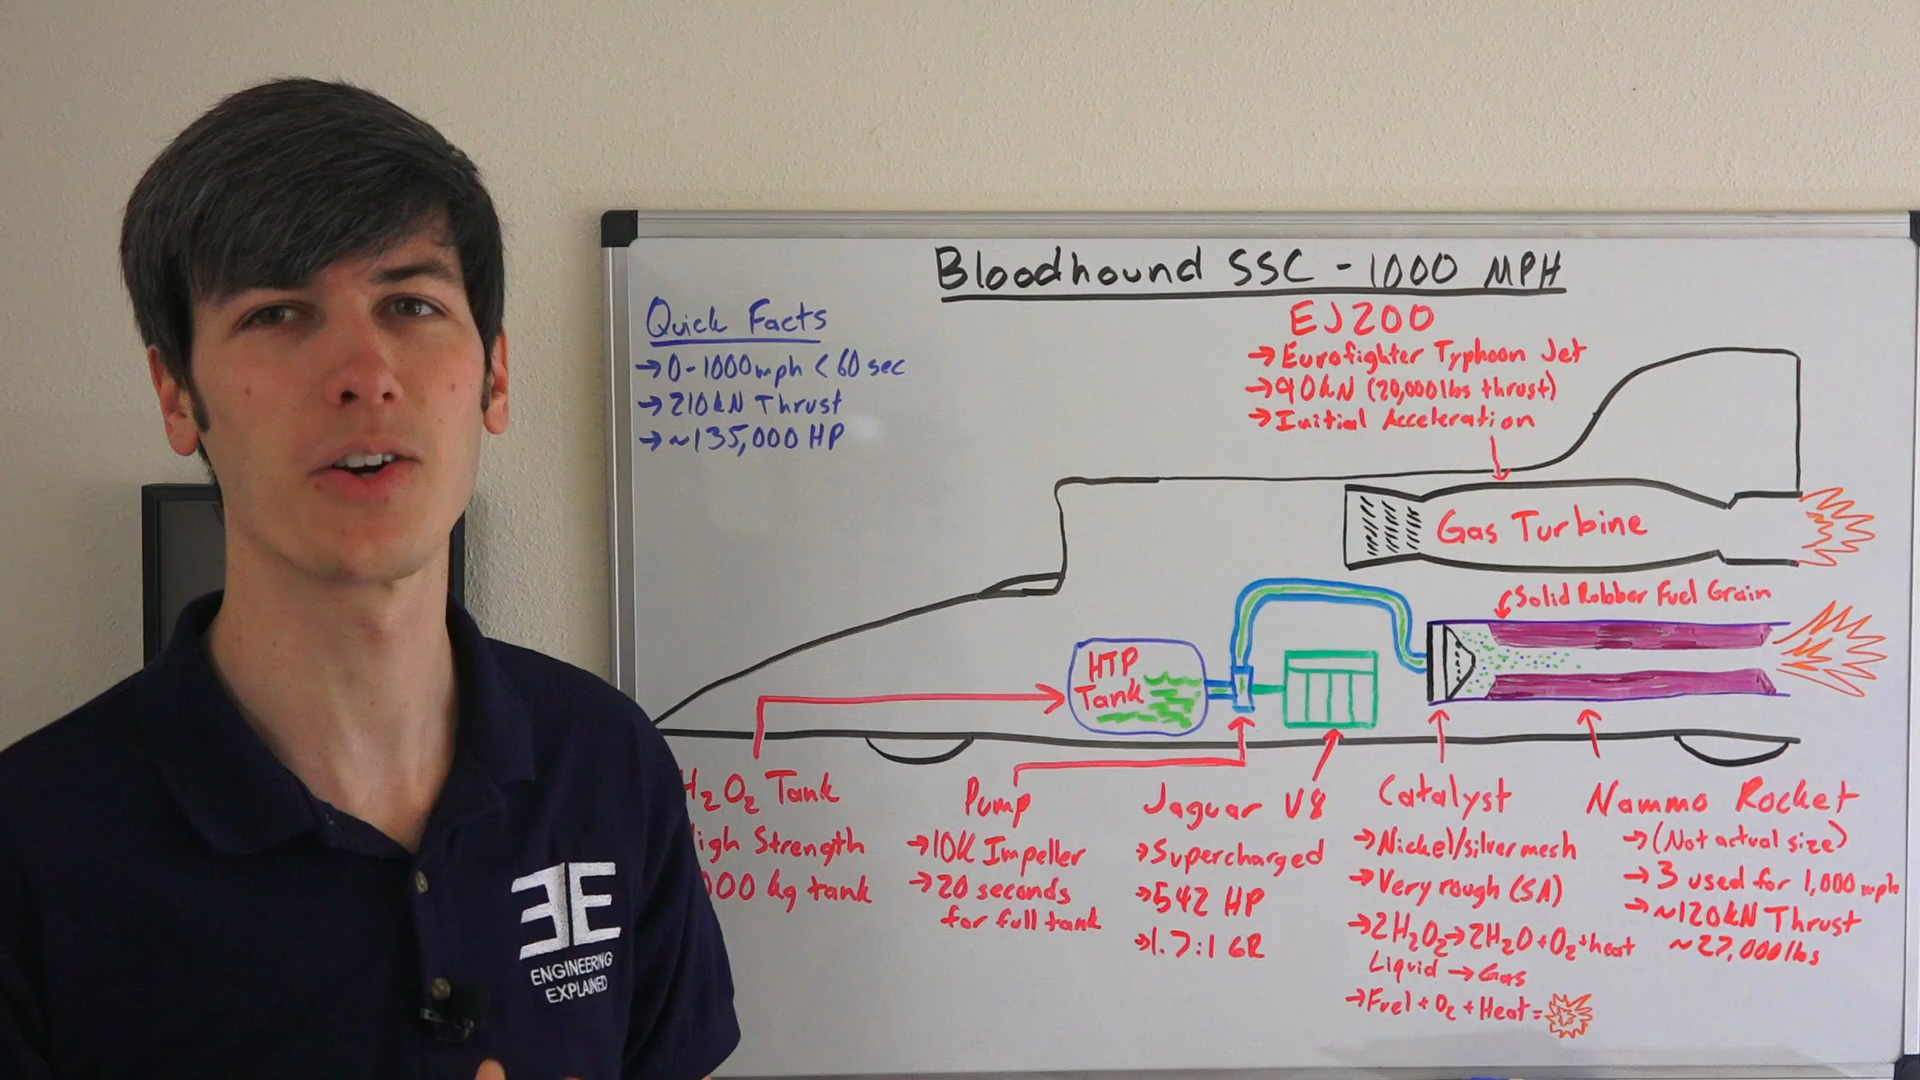 Bloodhound SSC - 1000 MPH
Quick Facts
→0-1000mph < 60 sec
→210kN Thrust
→~135,000 HP
EJ200
→Eurofighter Typhoon Jet
→90kN (20,000lbs thrust)
→Initial Acceleration
Gas Turbine
Solid Rubber Fuel Grain
HTP
Tank
H2O2 Tank
igh Strength
000 kg tank
Pump
→10K Impeller
→20 seconds
for full tank
Jaguar V8
→Supercharged
→542 HP
→1.7:1 GR
Catalyst
→Nickel/silver mesh
→Very rough (SA)
→2H2O2→2H2O+O2+heat
Liquid → Gas
→Fuel + O2 + Heat =
Nammo Rocket
→(Not actual size)
→3 used for 1,000 mph
→~120kN Thrust
~27,000lbs
EE
ENGINEERING
EXPLAINED